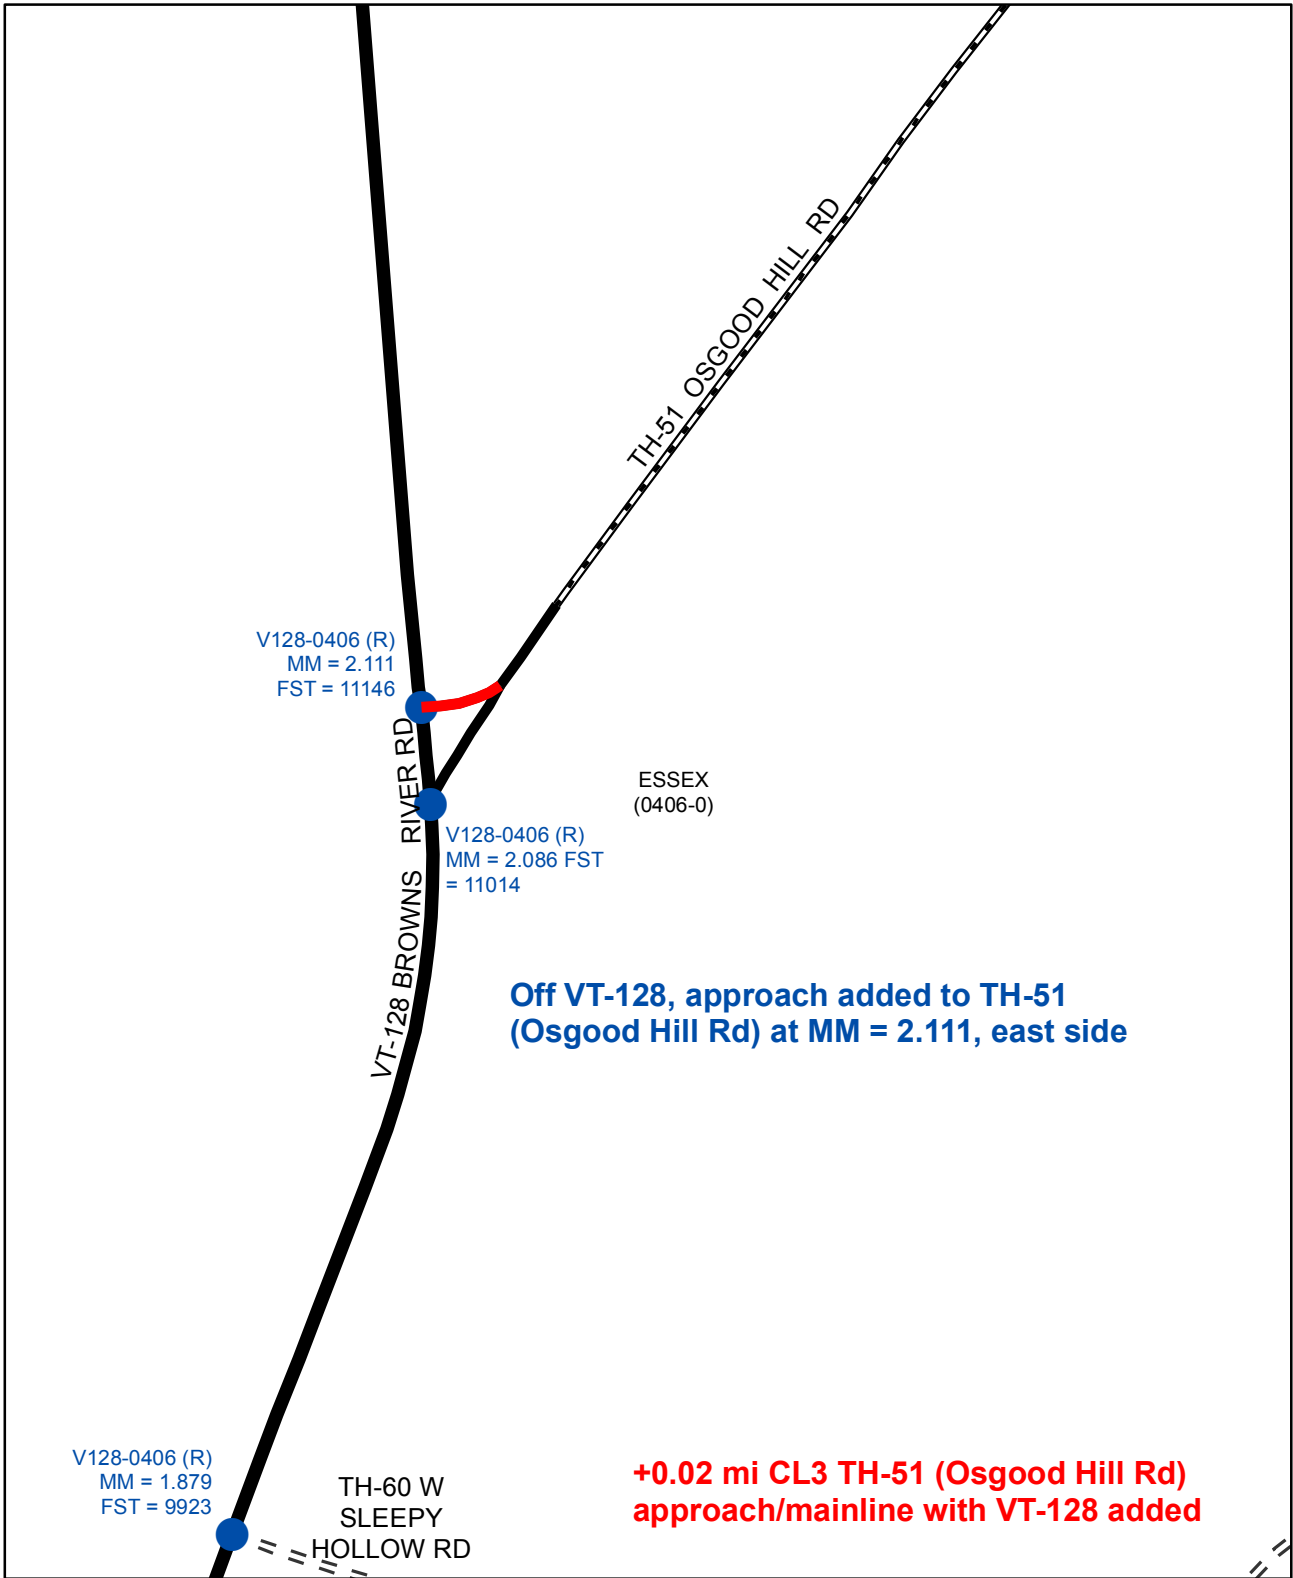 TH-51 OSGOOD HILL RD
V128-0406 (R)
MM = 2.111
FST = 11146
VT-128 BROWNS RIVER RD
ESSEX
(0406-0)
V128-0406 (R)
MM = 2.086 FST
= 11014
Off VT-128, approach added to TH-51
(Osgood Hill Rd) at MM = 2.111, east side
V128-0406 (R)
MM = 1.879
FST = 9923
TH-60 W
SLEEPY
HOLLOW RD
+0.02 mi CL3 TH-51 (Osgood Hill Rd)
approach/mainline with VT-128 added